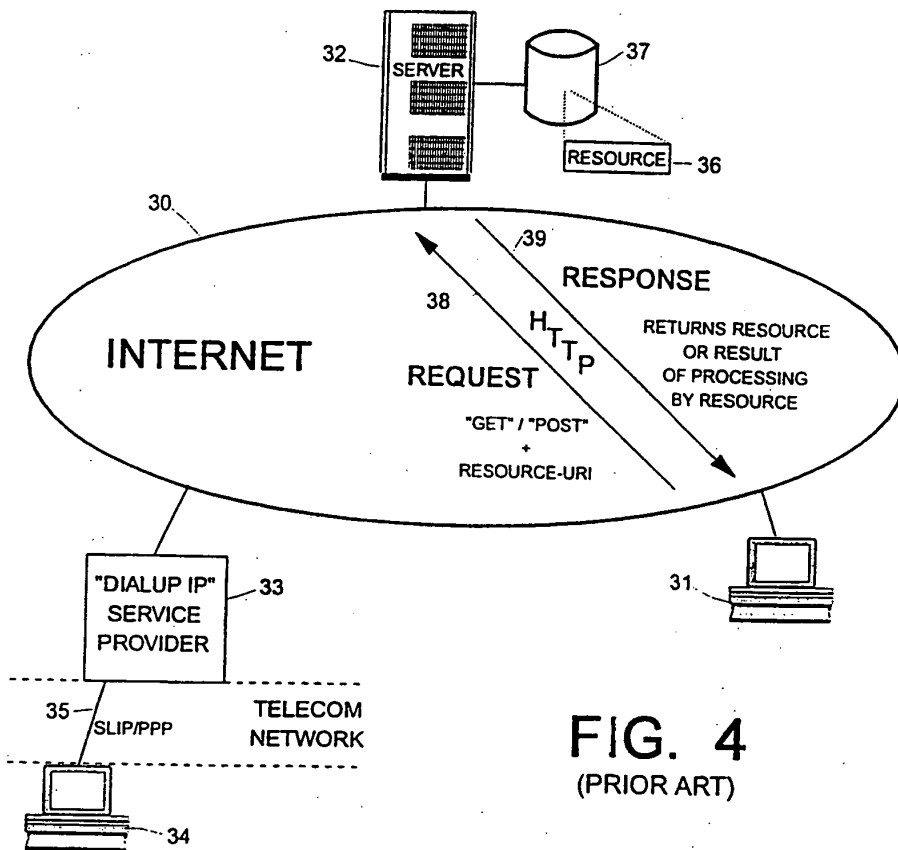 32
SERVER
37
RESOURCE
36
30
39
RESPONSE
38
HTTP
INTERNET
REQUEST
RETURNS RESOURCE
OR RESULT
OF PROCESSING
BY RESOURCE
"GET" / "POST"
+
RESOURCE-URI
"DIALUP IP"
SERVICE
PROVIDER
33
31
35
SLIP/PPP
TELECOM
NETWORK
34
FIG. 4
(PRIOR ART)